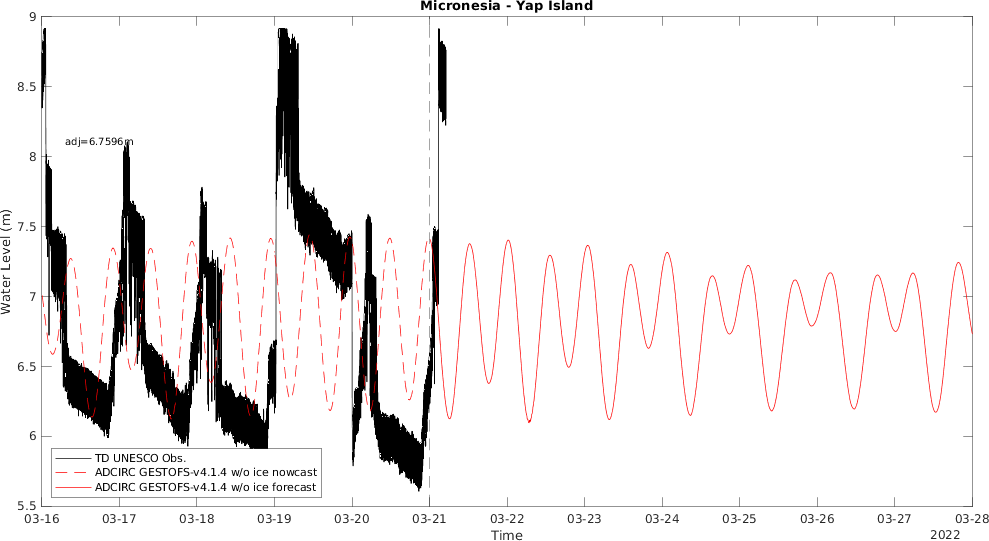 Micronesia - Yap Island
9
8.5
8
7.5
7
6.5
6
5.5
Water Level (m)
adj=6.7596m
TD UNESCO Obs.
ADCIRC GESTOFS-v4.1.4 w/o ice nowcast
ADCIRC GESTOFS-v4.1.4 w/o ice forecast
03-16 03-17 03-18 03-19 03-20 03-21 03-22 03-23 03-24 03-25 03-26 03-27 03-28
Time
2022